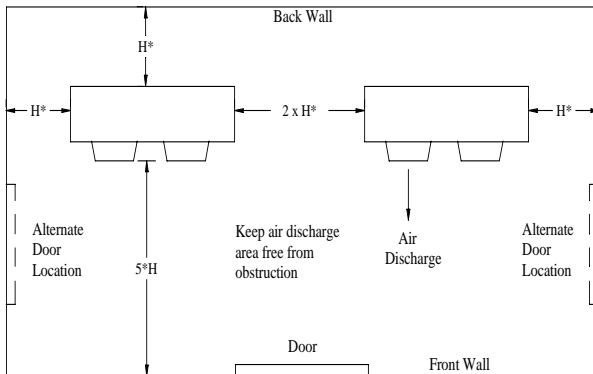 Back Wall
H*
H*
2 x H*
H*
Alternate
Door
Location
5*H
Keep air discharge
area free from
obstruction
Air
Discharge
Alternate
Door
Location
Door
Front Wall